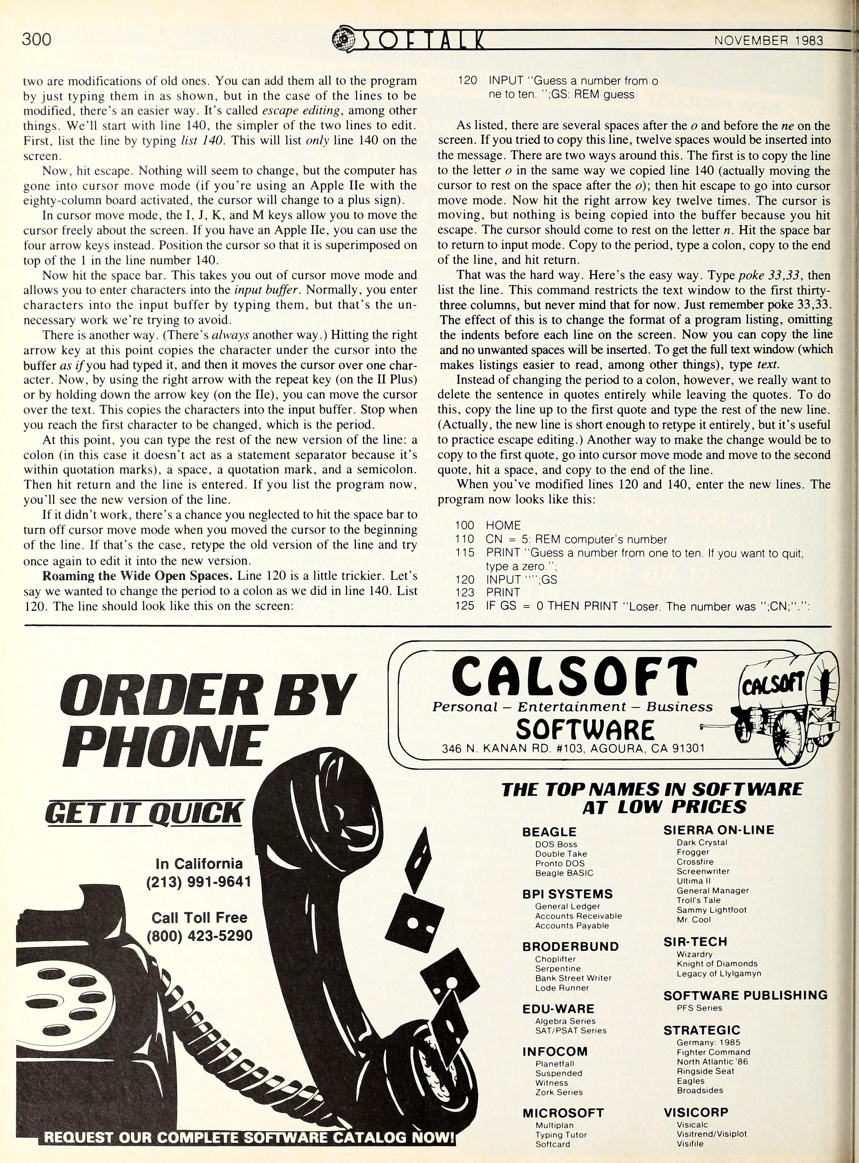 300
SOFTALK
NOVEMBER 1983
two are modifications of old ones. You can add them all to the program
by just typing them in as shown, but in the case of the lines to be
modified, there's an easier way. It's called escape editing, among other
things. We'll start with line 140, the simpler of the two lines to edit.
First, list the line by typing list 140. This will list only line 140 on the
screen.
Now, hit escape. Nothing will seem to change, but the computer has
gone into cursor move mode (if you're using an Apple IIe with the
eighty-column board activated, the cursor will change to a plus sign).
In cursor move mode, the I, J, K, and M keys allow you to move the
cursor freely about the screen. If you have an Apple IIe, you can use the
four arrow keys instead. Position the cursor so that it is superimposed on
top of the 1 in the line number 140.
Now hit the space bar. This takes you out of cursor move mode and
allows you to enter characters into the input buffer. Normally, you enter
characters into the input buffer by typing them, but that's the un-
necessary work we're trying to avoid.
There is another way. (There's always another way.) Hitting the right
arrow key at this point copies the character under the cursor into the
buffer as if you had typed it, and then it moves the cursor over one char-
acter. Now, by using the right arrow with the repeat key (on the II Plus)
or by holding down the arrow key (on the IIe), you can move the cursor
over the text. This copies the characters into the input buffer. Stop when
you reach the first character to be changed, which is the period.
At this point, you can type the rest of the new version of the line: a
colon (in this case it doesn't act as a statement separator because it's
within quotation marks), a space, a quotation mark, and a semicolon.
Then hit return and the line is entered. If you list the program now,
you'll see the new version of the line.
If it didn't work, there's a chance you neglected to hit the space bar to
turn off cursor move mode when you moved the cursor to the beginning
of the line. If that's the case, retype the old version of the line and try
once again to edit it into the new version.
Roaming the Wide Open Spaces. Line 120 is a little trickier. Let's
say we wanted to change the period to a colon as we did in line 140. List
120. The line should look like this on the screen:
120 INPUT "Guess a number from o
ne to ten. ";GS: REM guess
As listed, there are several spaces after the o and before the ne on the
screen. If you tried to copy this line, twelve spaces would be inserted into
the message. There are two ways around this. The first is to copy the line
to the letter o in the same way we copied line 140 (actually moving the
cursor to rest on the space after the o); then hit escape to go into cursor
move mode. Now hit the right arrow key twelve times. The cursor is
moving, but nothing is being copied into the buffer because you hit
escape. The cursor should come to rest on the letter n. Hit the space bar
to return to input mode. Copy to the period, type a colon, copy to the end
of the line, and hit return.
That was the hard way. Here's the easy way. Type poke 33,33, then
list the line. This command restricts the text window to the first thirty-
three columns, but never mind that for now. Just remember poke 33,33.
The effect of this is to change the format of a program listing, omitting
the indents before each line on the screen. Now you can copy the line
and no unwanted spaces will be inserted. To get the full text window (which
makes listings easier to read, among other things), type text.
Instead of changing the period to a colon, however, we really want to
delete the sentence in quotes entirely while leaving the quotes. To do
this, copy the line up to the first quote and type the rest of the new line.
(Actually, the new line is short enough to retype it entirely, but it's useful
to practice escape editing.) Another way to make the change would be to
copy to the first quote, go into cursor move mode and move to the second
quote, hit a space, and copy to the end of the line.
When you've modified lines 120 and 140, enter the new lines. The
program now looks like this:
100 HOME
110 CN = 5: REM computer's number
115 PRINT "Guess a number from one to ten. If you want to quit,
type a zero.";
120 INPUT "";GS
123 PRINT
125 IF GS = 0 THEN PRINT "Loser. The number was ";CN;".":
ORDER BY
PHONE
GET IT QUICK
In California
(213) 991-9641
Call Toll Free
(800) 423-5290
REQUEST OUR COMPLETE SOFTWARE CATALOG NOW!
CALSOFT
Personal – Entertainment – Business
SOFTWARE
346 N. KANAN RD. #103, AGOURA, CA 91301
CALSOFT
THE TOP NAMES IN SOFTWARE
AT LOW PRICES
BEAGLE
DOS Boss
Double Take
Pronto DOS
Beagle BASIC
BPI SYSTEMS
General Ledger
Accounts Receivable
Accounts Payable
BRODERBUND
Choplifter
Serpentine
Bank Street Writer
Lode Runner
EDU-WARE
Algebra Series
SAT/PSAT Series
INFOCOM
Planetfall
Suspended
Witness
Zork Series
MICROSOFT
Multiplan
Typing Tutor
Softcard
SIERRA ON-LINE
Dark Crystal
Frogger
Crossfire
Screenwriter
Ultima II
General Manager
Troll's Tale
Sammy Lightfoot
Mr. Cool
SIR-TECH
Wizardry
Knight of Diamonds
Legacy of Llylgamyn
SOFTWARE PUBLISHING
PFS Series
STRATEGIC
Germany: 1985
Fighter Command
North Atlantic '86
Ringside Seat
Eagles
Broadsides
VISICORP
Visicalc
Visitrend/Visiplot
Visifile